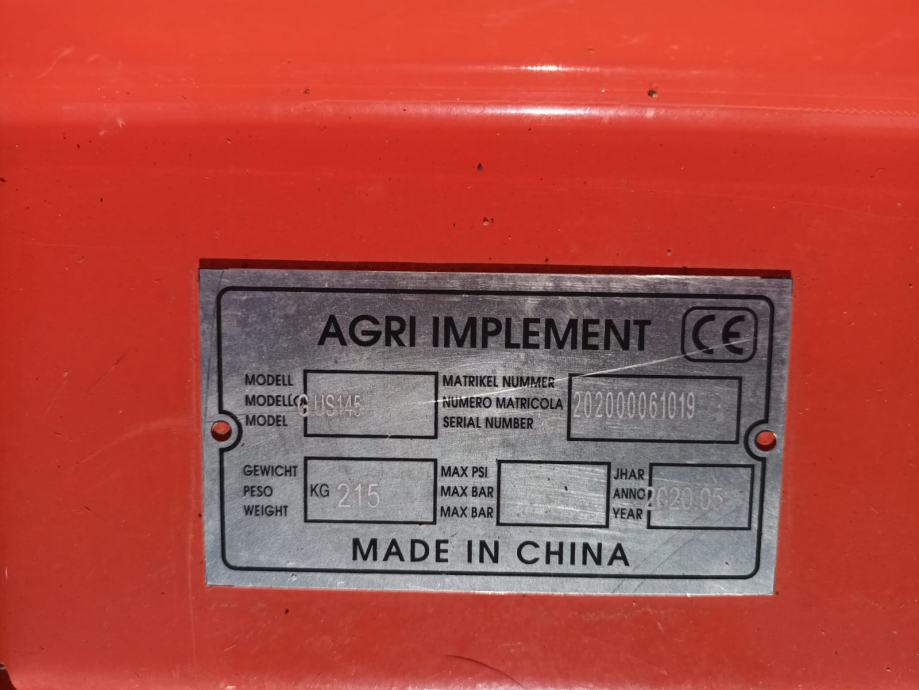 AGRI IMPLEMENT CE
MODELL
MODELLO G US145
MODEL
MATRIKEL NUMMER
NUMERO MATRICOLA 202000061019
SERIAL NUMBER
GEWICHT
PESO KG 215
WEIGHT
MAX PSI
MAX BAR
MAX BAR
JHAR
ANNO 2020.05
YEAR
MADE IN CHINA